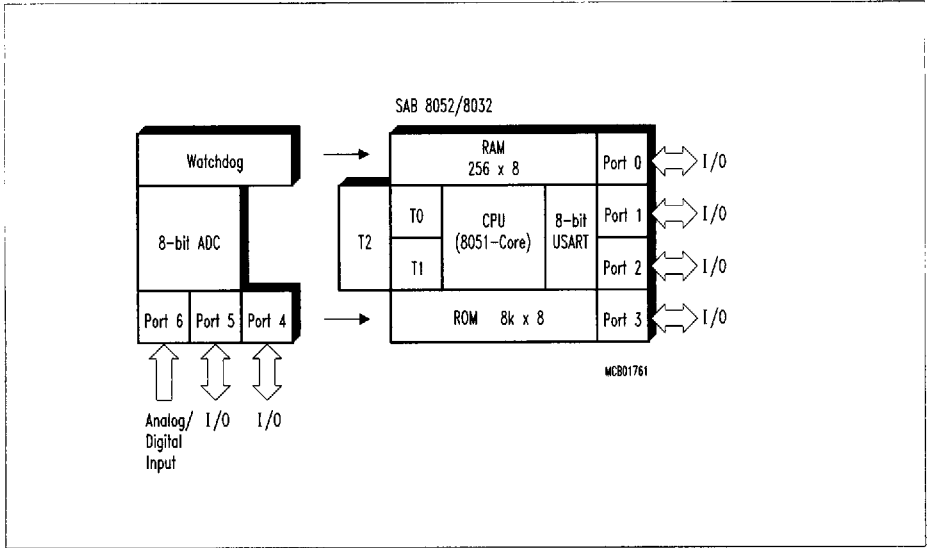 SAB 8052/8032
Watchdog
8-bit ADC
Port 6
Port 5
Port 4
Analog/
Digital
Input
I/O
I/O
RAM
256 x 8
Port 0
I/O
T2
T0
T1
CPU
(8051-Core)
8-bit
USART
Port 1
I/O
Port 2
I/O
ROM 8k x 8
Port 3
I/O
MCB01761